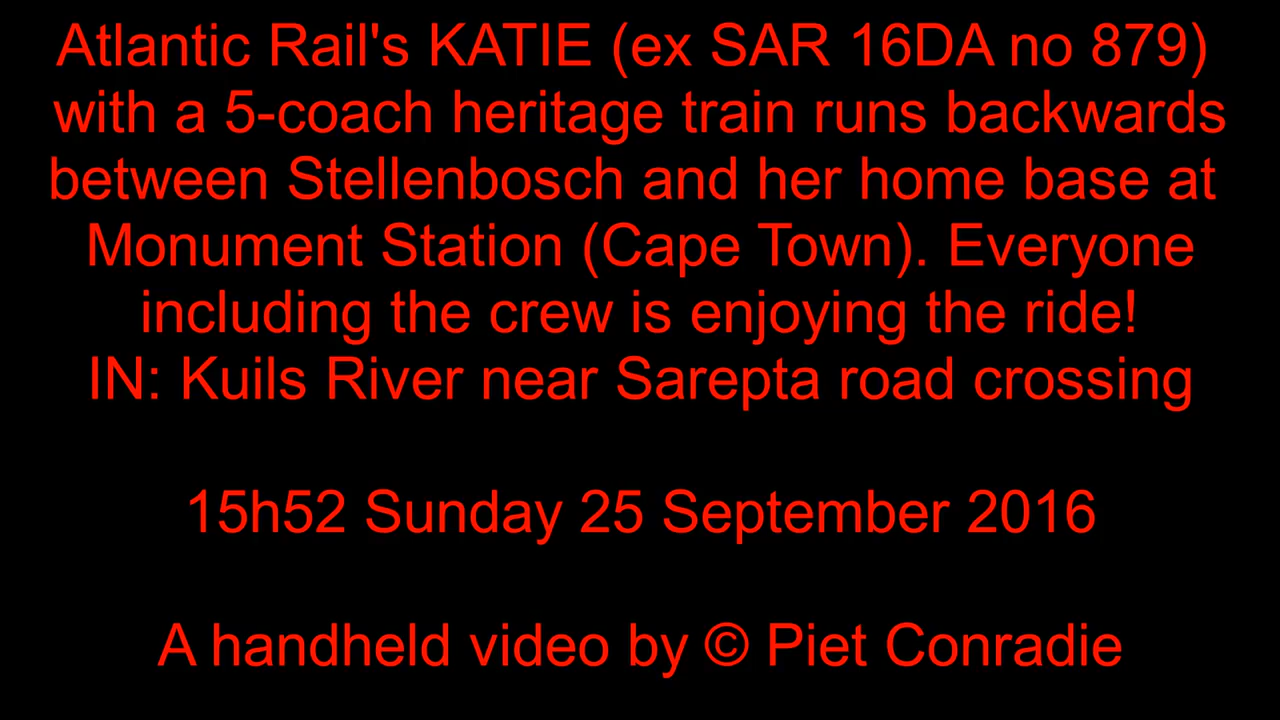 Atlantic Rail's KATIE (ex SAR 16DA no 879)
with a 5-coach heritage train runs backwards
between Stellenbosch and her home base at
Monument Station (Cape Town). Everyone
including the crew is enjoying the ride!
IN: Kuils River near Sarepta road crossing
15h52 Sunday 25 September 2016
A handheld video by © Piet Conradie